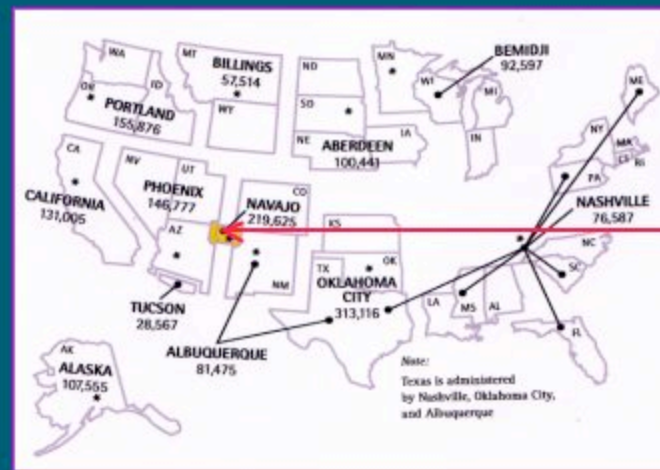 WA
MT
ND
MN
BEMIDJI
92,597
ME
BILLINGS
57,514
WI
MI
OR
ID
PORTLAND
155,876
WY
SD
NE
IA
ABERDEEN
100,441
IN
NY
MA
CT
RI
PA
CA
NV
UT
CO
CALIFORNIA
131,005
PHOENIX
146,777
NAVAJO
219,625
KS
NASHVILLE
76,587
AZ
NM
TX
OK
OKLAHOMA
CITY
313,116
NC
SC
LA
MS
AL
FL
TUCSON
28,567
ALBUQUERQUE
81,475
AK
ALASKA
107,555
Note:
Texas is administered
by Nashville, Oklahoma City,
and Albuquerque